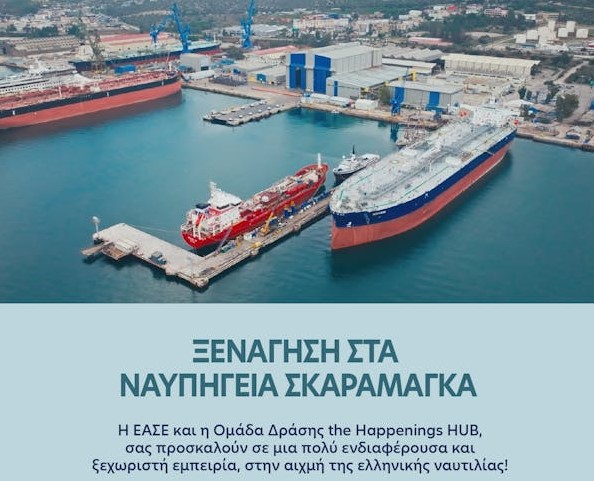 ΞΕΝΑΓΗΣΗ ΣΤΑ
ΝΑΥΠΗΓΕΙΑ ΣΚΑΡΑΜΑΓΚΑ
Η ΕΑΣΕ και η Ομάδα Δράσης the Happenings HUB,
σας προσκαλούν σε μια πολύ ενδιαφέρουσα και
ξεχωριστή εμπειρία, στην αιχμή της ελληνικής ναυτιλίας!